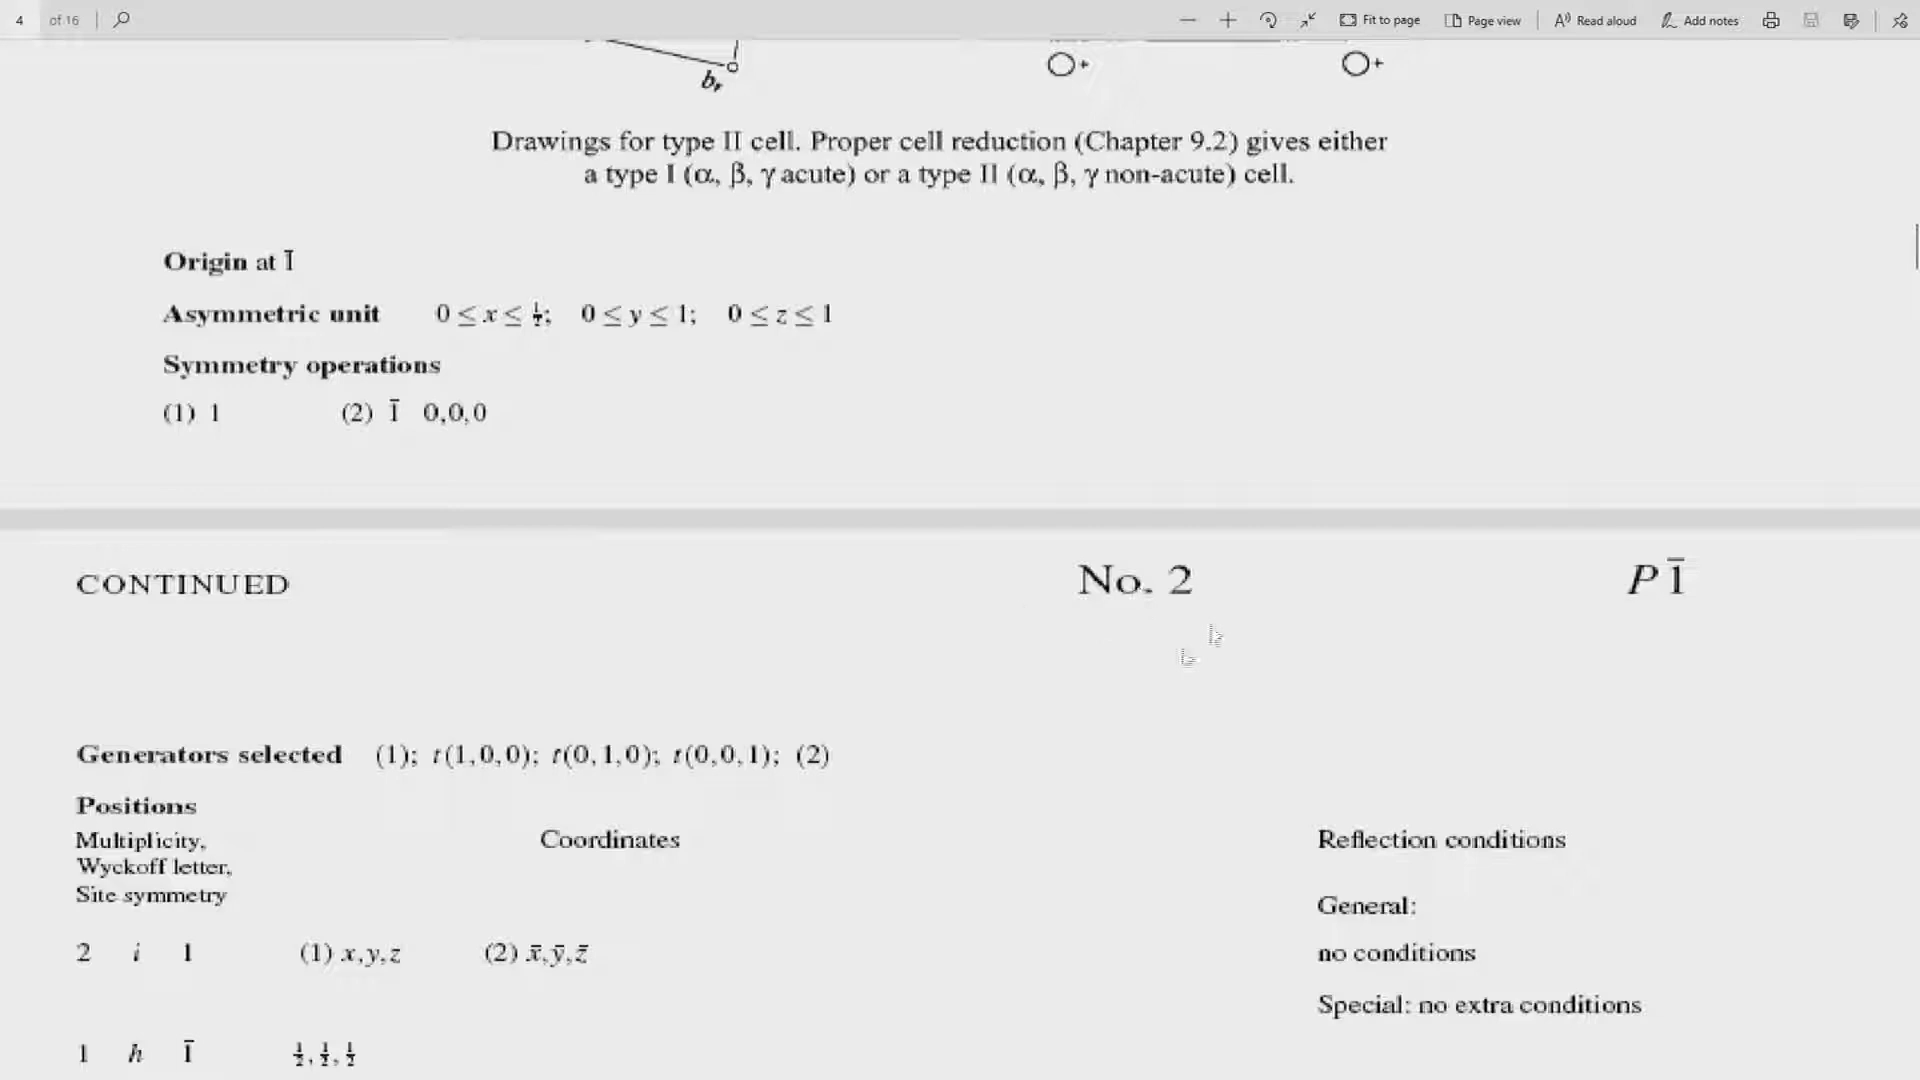 4 of 16 Fit to page Page view Read aloud Add notes
b,
+ +
Drawings for type II cell. Proper cell reduction (Chapter 9.2) gives either
a type I (α, β, γ acute) or a type II (α, β, γ non-acute) cell.
Origin at 1̄
Asymmetric unit 0 ≤ x ≤ ½; 0 ≤ y ≤ 1; 0 ≤ z ≤ 1
Symmetry operations
(1) 1 (2) 1̄ 0,0,0
CONTINUED No. 2 P1̄
Generators selected (1); t(1,0,0); t(0,1,0); t(0,0,1); (2)
Positions
Multiplicity, Coordinates Reflection conditions
Wyckoff letter,
Site symmetry
General:
2 i 1 (1) x,y,z (2) x̄,ȳ,z̄ no conditions
Special: no extra conditions
1 h 1̄ ½,½,½